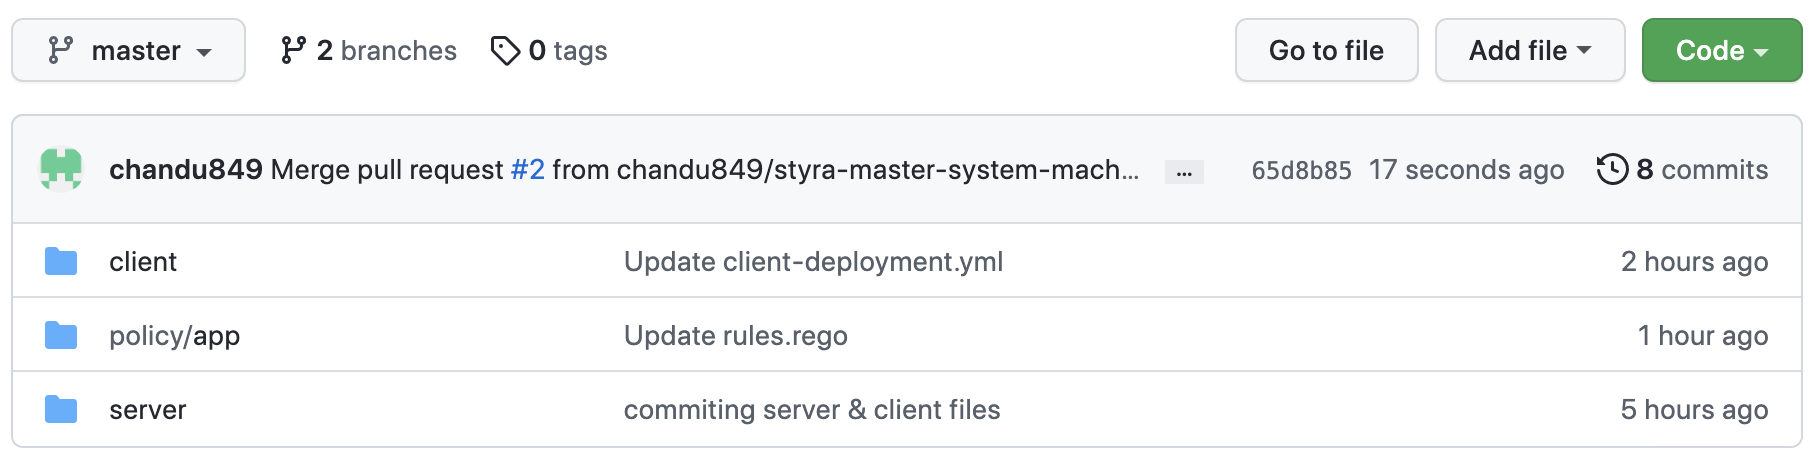 master 2 branches 0 tags Go to file Add file Code
chandu849 Merge pull request #2 from chandu849/styra-master-system-mach... ... 65d8b85 17 seconds ago 8 commits
client Update client-deployment.yml 2 hours ago
policy/app Update rules.rego 1 hour ago
server commiting server & client files 5 hours ago